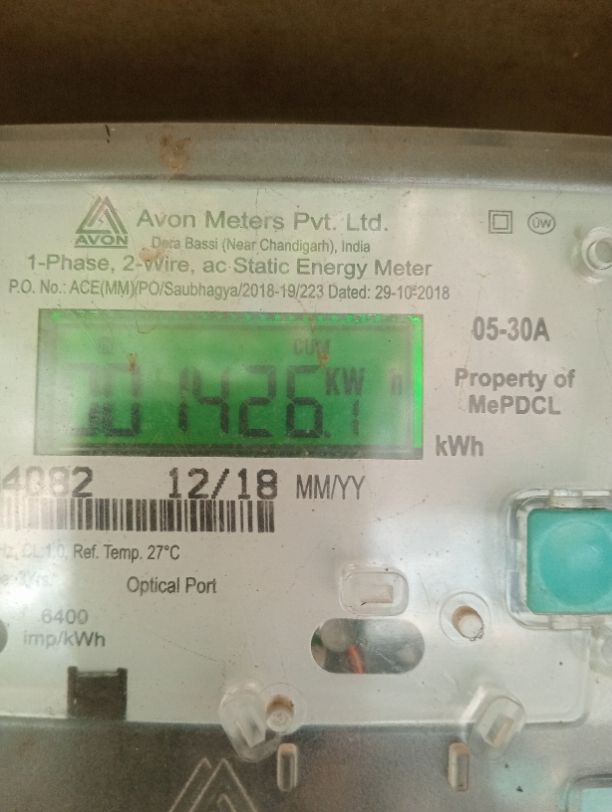 AVON
Avon Meters Pvt. Ltd.
Dera Bassi (Near Chandigarh), India
1-Phase, 2-Wire, ac Static Energy Meter
P.O. No.: ACE(MM)/PO/Saubhagya/2018-19/223 Dated: 29-10-2018
ÜW
CUM
01426.1 KW h
05-30A
Property of
MePDCL
kWh
4082 12/18 MM/YY
Hz, CL:1.0, Ref. Temp. 27°C
Optical Port
6400
imp/kWh